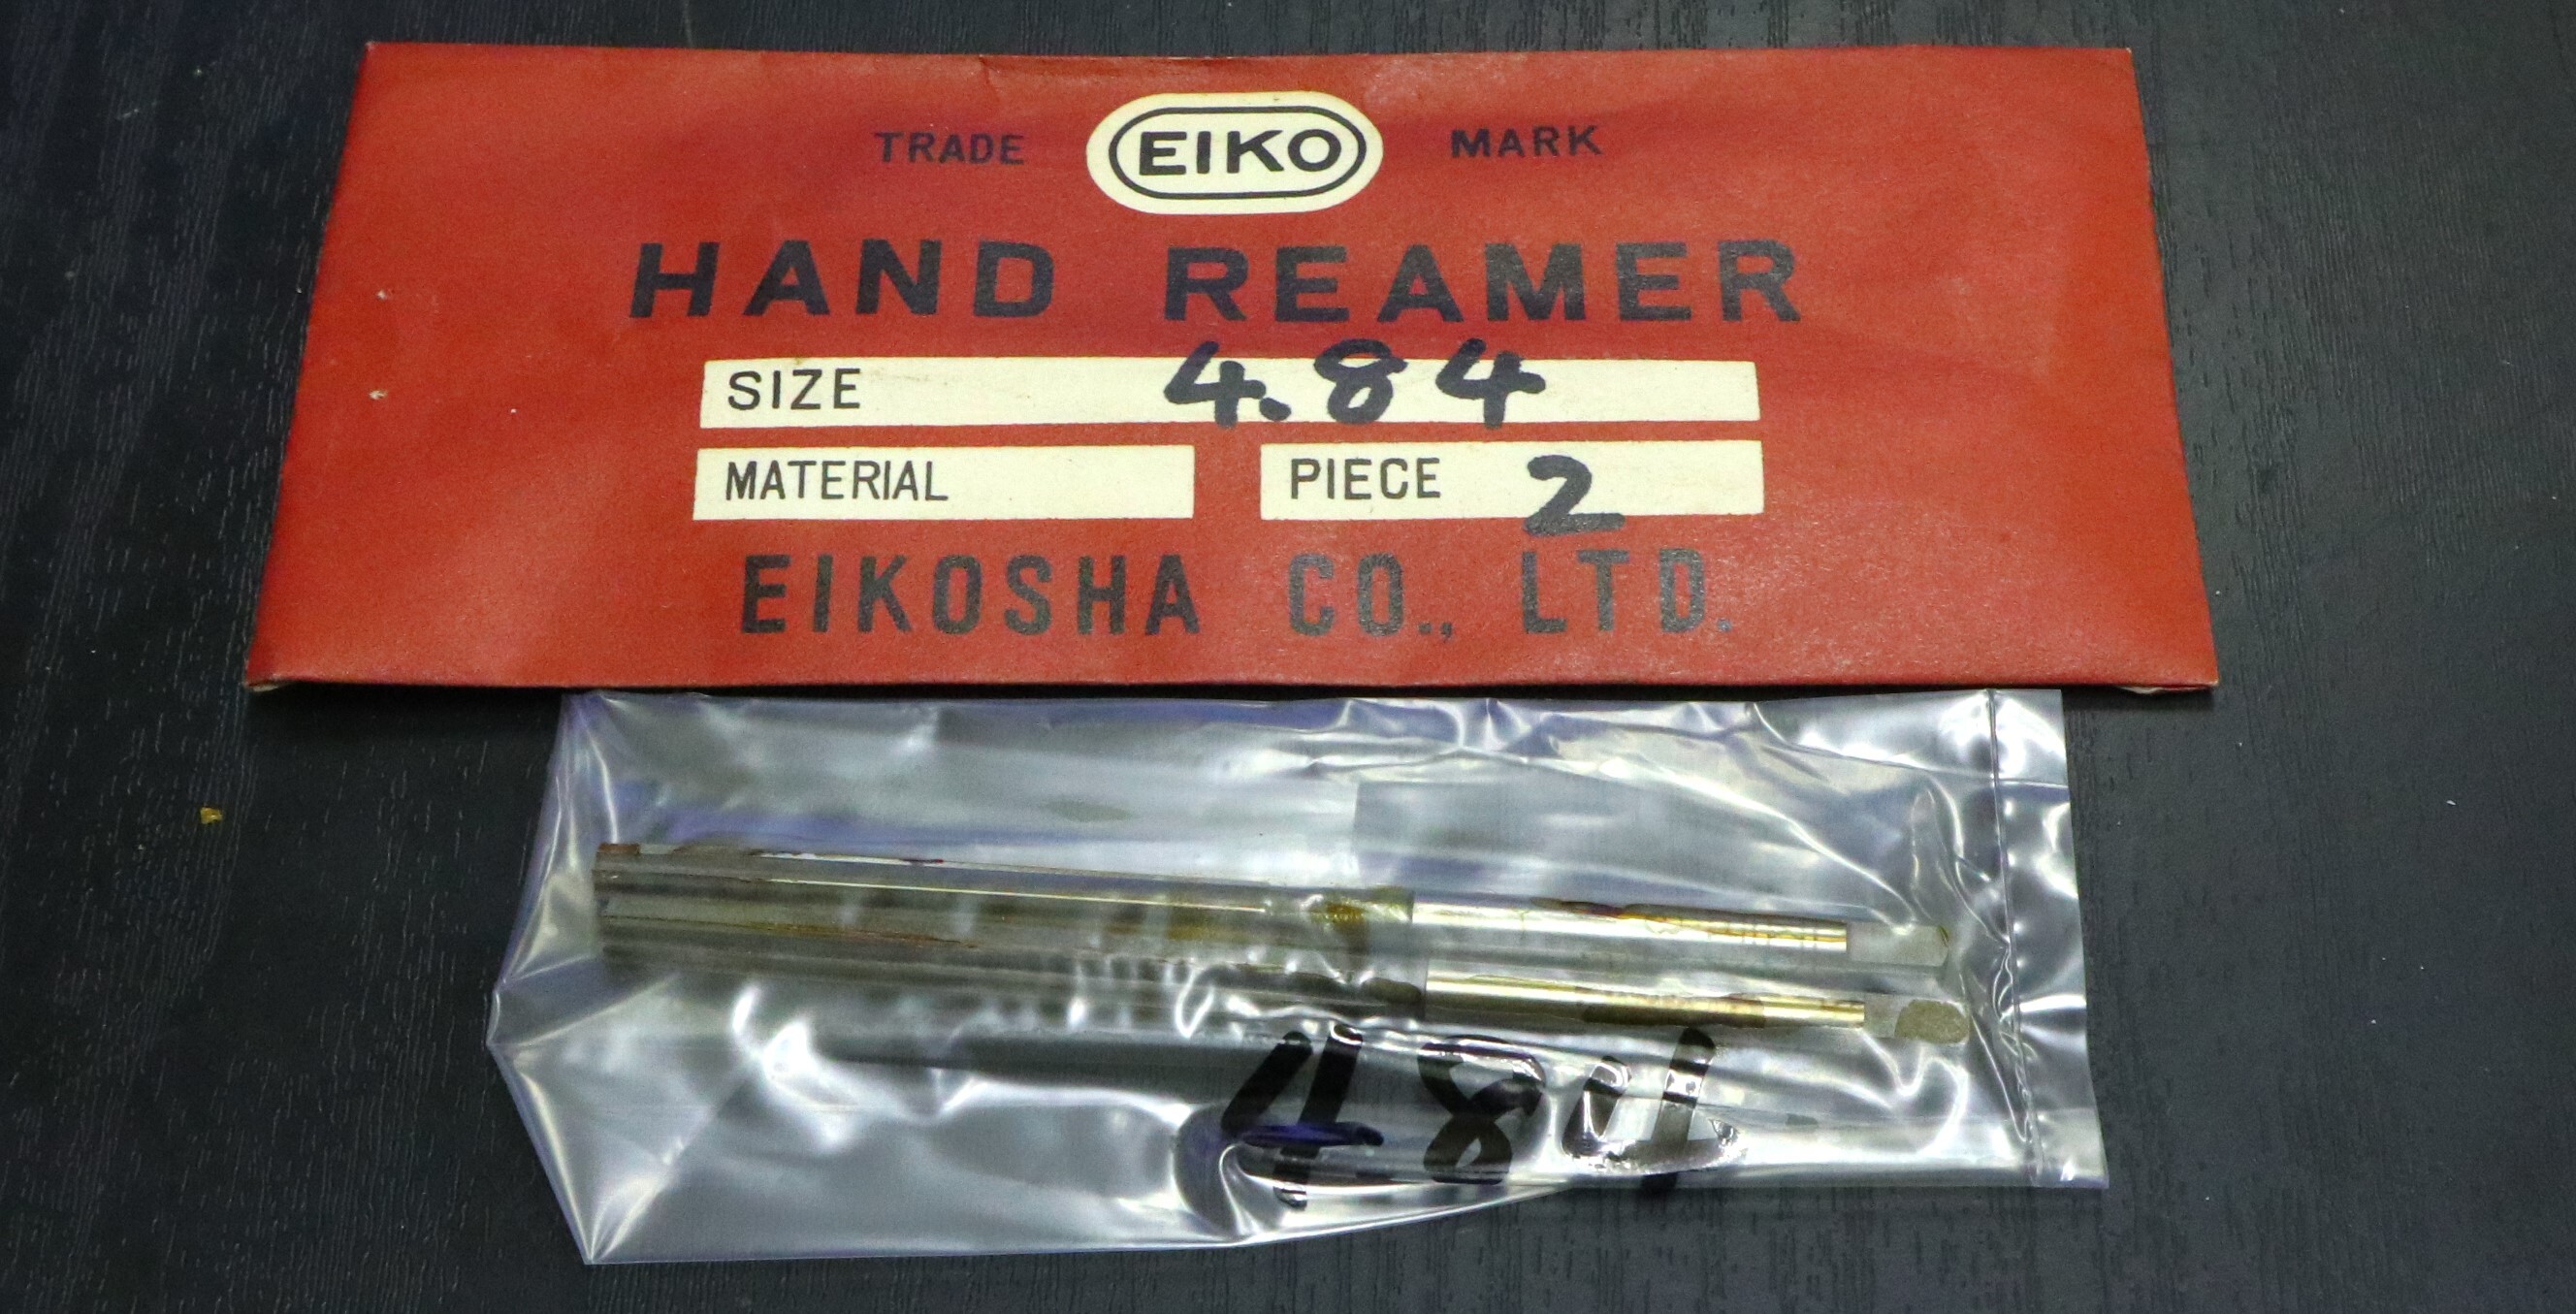 TRADE EIKO MARK
HAND REAMER
SIZE 4.84
MATERIAL PIECE 2
EIKOSHA CO., LTD.
4.84